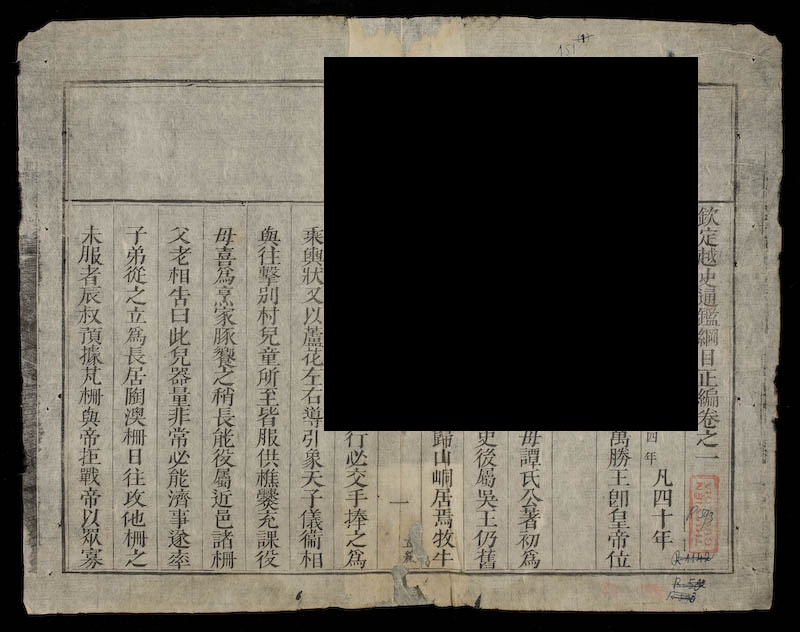 欽定越史通鑑綱目正編卷之一
四年 凡四十年
萬勝王卽皇帝位
母譚氏公著初爲
史後屬吳王仍舊
歸山峒居焉牧牛
一
行必交手捧之爲
乘輿狀又以蘆花左右導引象天子儀衞相
與往擊别村兒童所至皆服供樵爨充課役
母喜爲烹家豚饗之稍長能役屬近邑諸柵
父老相告曰此兒器量非常必能濟事遂率
子弟從之立爲長居陶澳柵日往攻他柵之
未服者辰叔預據芃柵與帝拒戰帝以衆寡
151